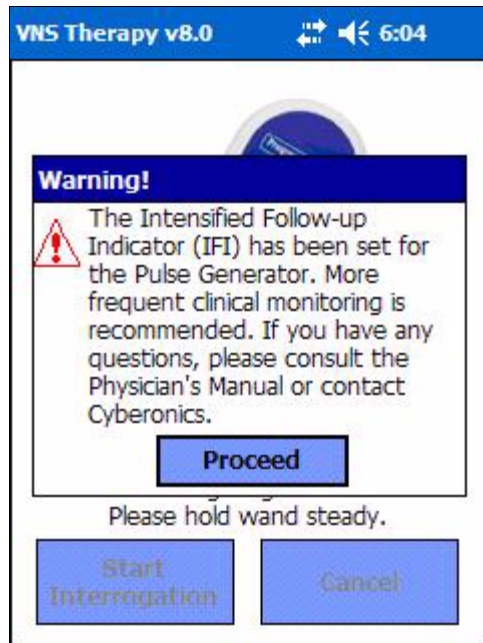 VNS Therapy v8.0 6:04
Warning!
The Intensified Follow-up
Indicator (IFI) has been set for
the Pulse Generator. More
frequent clinical monitoring is
recommended. If you have any
questions, please consult the
Physician's Manual or contact
Cyberonics.
Proceed
Please hold wand steady.
Start
Interrogation
Cancel